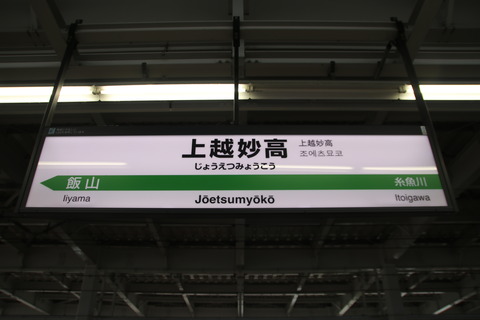 上越妙高
上越妙高
조에츠묘코
じょうえつみょうこう
飯山
糸魚川
Iiyama
Jōetsumyōkō
Itoigawa